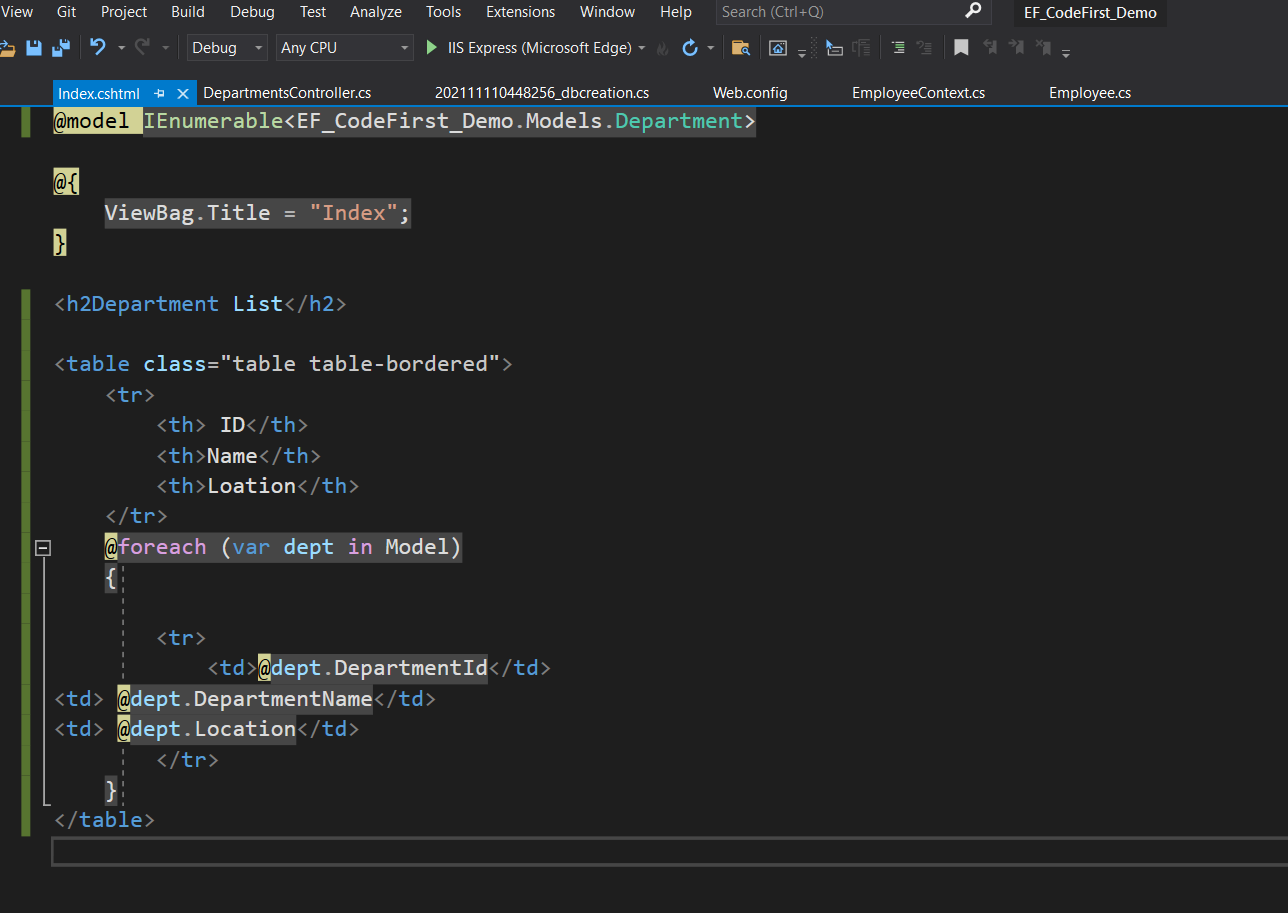 View Git Project Build Debug Test Analyze Tools Extensions Window Help Search (Ctrl+Q) EF_CodeFirst_Demo
Debug Any CPU IIS Express (Microsoft Edge)
Index.cshtml DepartmentsController.cs 202111110448256_dbcreation.cs Web.config EmployeeContext.cs Employee.cs
@model IEnumerable<EF_CodeFirst_Demo.Models.Department>
@{
ViewBag.Title = "Index";
}
<h2Department List</h2>
<table class="table table-bordered">
<tr>
<th> ID</th>
<th>Name</th>
<th>Loation</th>
</tr>
@foreach (var dept in Model)
{
<tr>
<td>@dept.DepartmentId</td>
<td> @dept.DepartmentName</td>
<td> @dept.Location</td>
</tr>
}
</table>